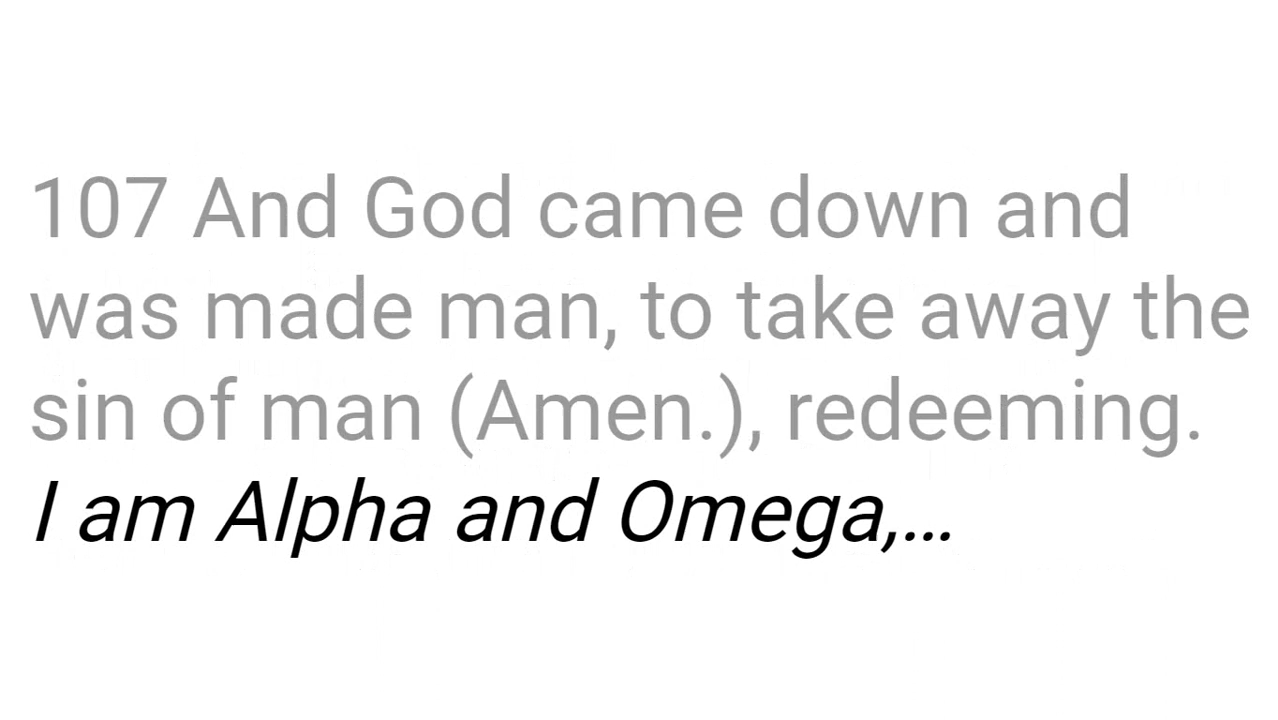 107 And God came down and
was made man, to take away the
sin of man (Amen.), redeeming.
I am Alpha and Omega,...